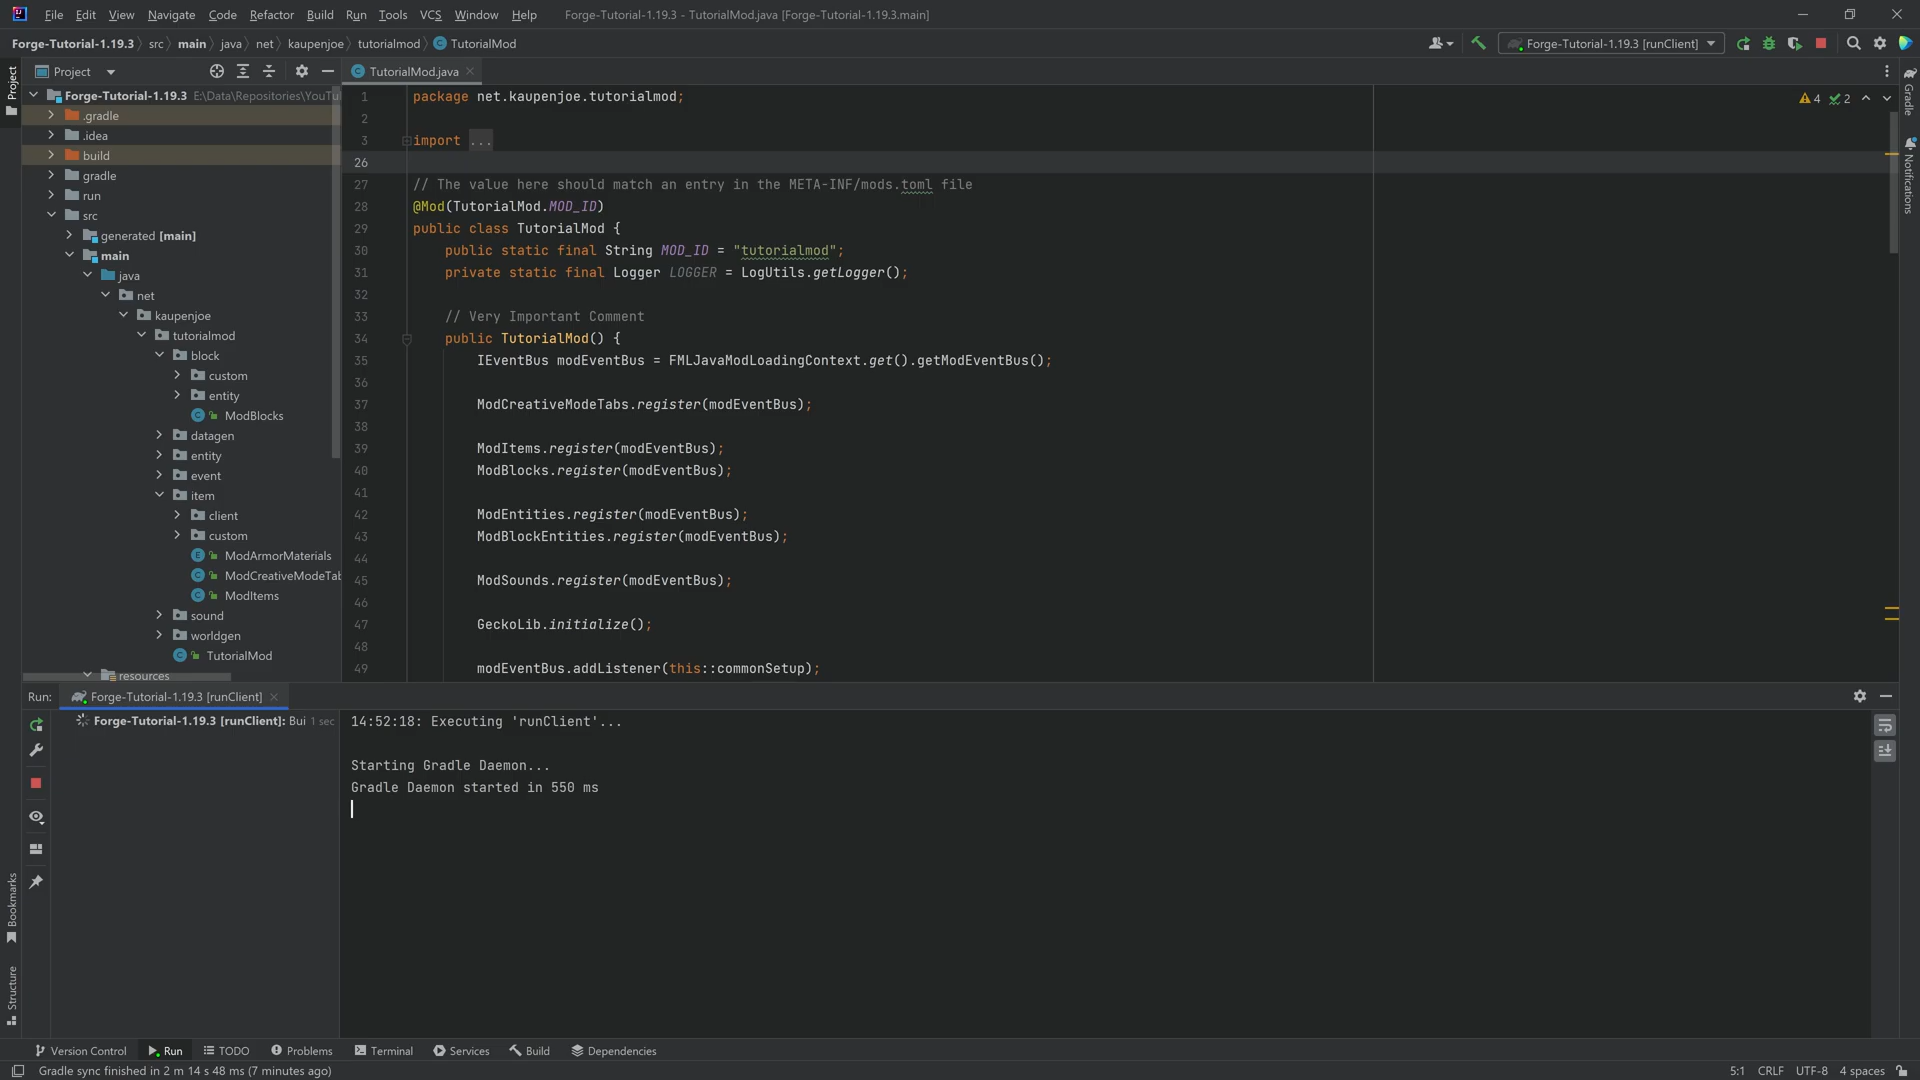 File Edit View Navigate Code Refactor Build Run Tools VCS Window Help Forge-Tutorial-1.19.3 - TutorialMod.java [Forge-Tutorial-1.19.3.main]
Forge-Tutorial-1.19.3 src main java net kaupenjoe tutorialmod TutorialMod
Forge-Tutorial-1.19.3 [runClient]
Project
TutorialMod.java
Project
Gradle
Notifications
Forge-Tutorial-1.19.3 E:\Data\Repositories\YouTu
.gradle
.idea
build
gradle
run
src
generated [main]
main
java
net
kaupenjoe
tutorialmod
block
custom
entity
ModBlocks
datagen
entity
event
item
client
custom
ModArmorMaterials
ModCreativeModeTab
ModItems
sound
worldgen
TutorialMod
resources
4 2
1 package net.kaupenjoe.tutorialmod;
2
3 import ...
26
27 // The value here should match an entry in the META-INF/mods.toml file
28 @Mod(TutorialMod.MOD_ID)
29 public class TutorialMod {
30 public static final String MOD_ID = "tutorialmod";
31 private static final Logger LOGGER = LogUtils.getLogger();
32
33 // Very Important Comment
34 public TutorialMod() {
35 IEventBus modEventBus = FMLJavaModLoadingContext.get().getModEventBus();
36
37 ModCreativeModeTabs.register(modEventBus);
38
39 ModItems.register(modEventBus);
40 ModBlocks.register(modEventBus);
41
42 ModEntities.register(modEventBus);
43 ModBlockEntities.register(modEventBus);
44
45 ModSounds.register(modEventBus);
46
47 GeckoLib.initialize();
48
49 modEventBus.addListener(this::commonSetup);
Run: Forge-Tutorial-1.19.3 [runClient]
Forge-Tutorial-1.19.3 [runClient]: Bui 1 sec
14:52:18: Executing 'runClient'...
Starting Gradle Daemon...
Gradle Daemon started in 550 ms
Bookmarks
Structure
Version Control Run TODO Problems Terminal Services Build Dependencies
Gradle sync finished in 2 m 14 s 48 ms (7 minutes ago) 5:1 CRLF UTF-8 4 spaces